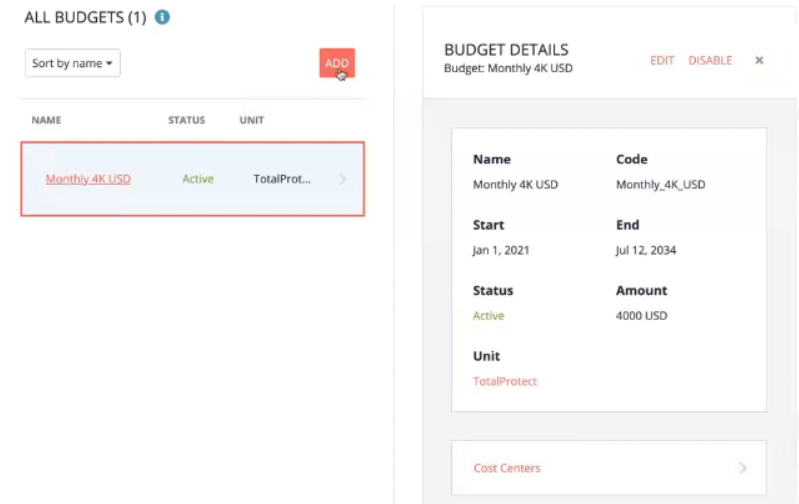 ALL BUDGETS (1) i
Sort by name
ADD
NAME STATUS UNIT
Monthly 4K USD Active TotalProt...
BUDGET DETAILS
Budget: Monthly 4K USD
EDIT DISABLE ×
Name Code
Monthly 4K USD Monthly_4K_USD
Start End
Jan 1, 2021 Jul 12, 2034
Status Amount
Active 4000 USD
Unit
TotalProtect
Cost Centers